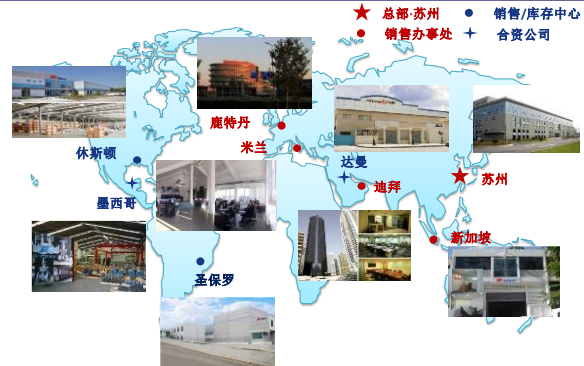 总部·苏州
销售/库存中心
销售办事处
合资公司
鹿特丹
米兰
休斯顿
达曼
迪拜
苏州
墨西哥
新加坡
圣保罗